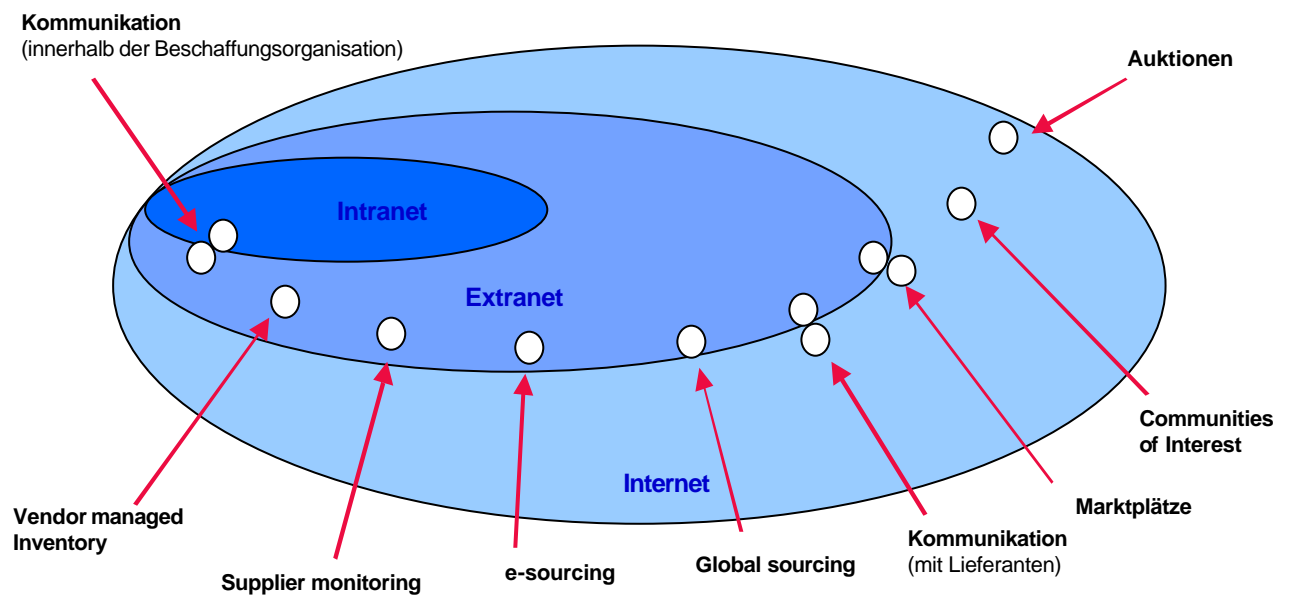 Kommunikation
(innerhalb der Beschaffungsorganisation)
Auktionen
Intranet
Extranet
Internet
Communities
of Interest
Marktplätze
Kommunikation
(mit Lieferanten)
Global sourcing
e-sourcing
Supplier monitoring
Vendor managed
Inventory